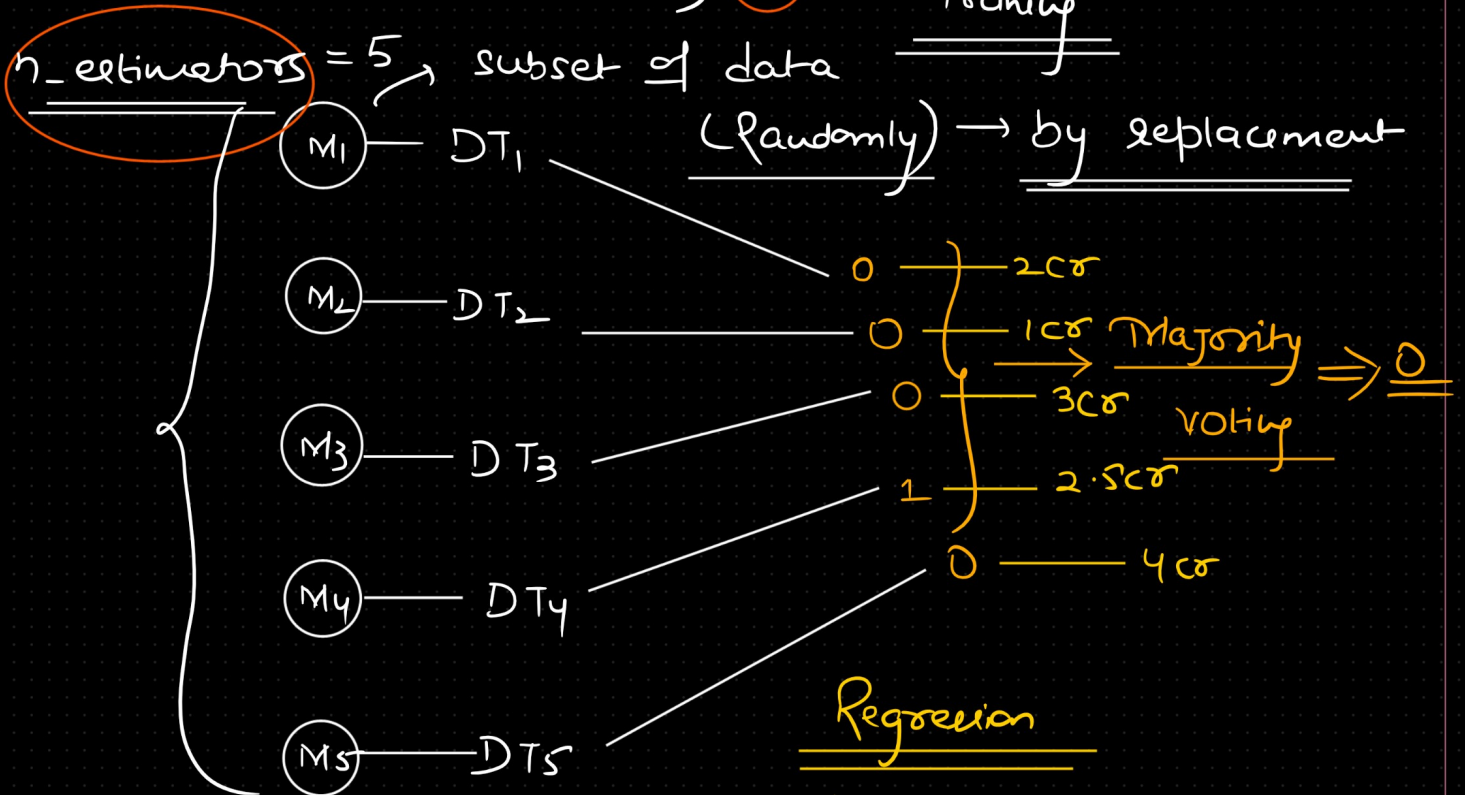 Training
n_estimators = 5 → subset of data
(Randomly) → by replacement
M1 — DT1
0 — 2cr
M2 — DT2
0 — 1cr → Majority ⇒ 0
0 — 3cr voting
M3 — DT3
1 — 2.5cr
0 — 4cr
M4 — DT4
Regression
M5 — DT5